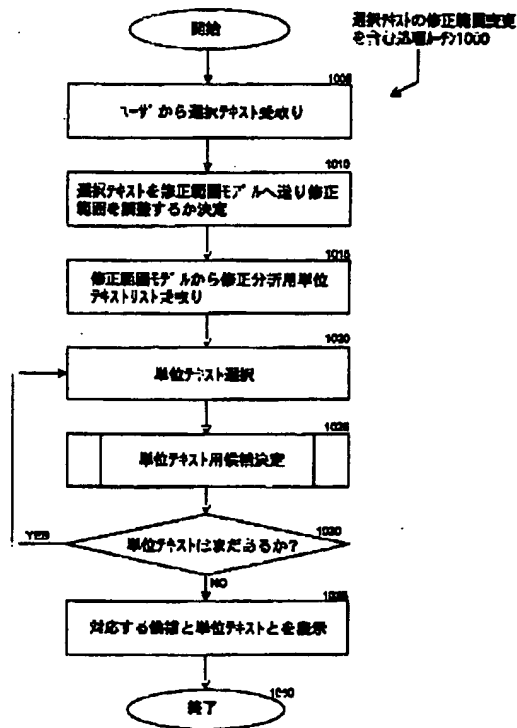 開始
選択テキストの修正範囲変更
を含む処理ルーチン1000
1005
ユーザから選択テキスト受取り
1010
選択テキストを修正範囲モデルへ送り修正
範囲を調整するか決定
1015
修正範囲モデルから修正分析用単位
テキストリスト受取り
1020
単位テキスト選択
1025
単位テキスト用候補決定
1030
単位テキストはまだあるか?
YES
NO
1035
対応する候補と単位テキストとを表示
1040
終了